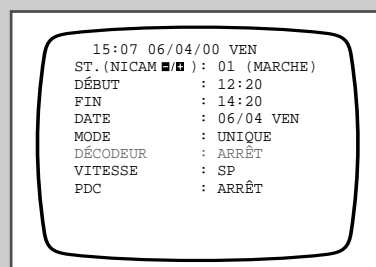 15:07 06/04/00 VEN
ST.(NICAM -/+ ): 01 (MARCHE)
DÉBUT : 12:20
FIN : 14:20
DATE : 06/04 VEN
MODE : UNIQUE
DÉCODEUR : ARRÊT
VITESSE : SP
PDC : ARRÊT